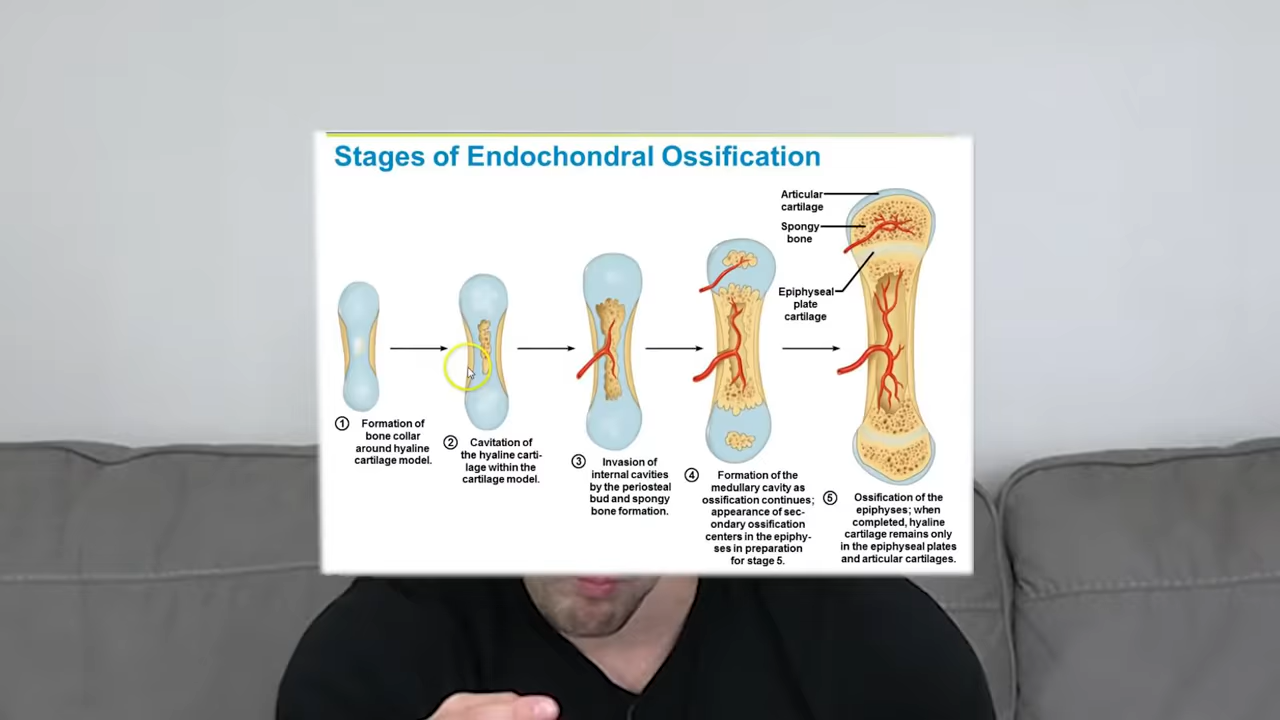 Stages of Endochondral Ossification
Articular
cartilage
Spongy
bone
Epiphyseal
plate
cartilage
① Formation of
bone collar
around hyaline
cartilage model.
② Cavitation of
the hyaline carti-
lage within the
cartilage model.
③ Invasion of
internal cavities
by the periosteal
bud and spongy
bone formation.
④ Formation of the
medullary cavity as
ossification continues;
appearance of sec-
ondary ossification
centers in the epiphy-
ses in preparation
for stage 5.
⑤ Ossification of the
epiphyses; when
completed, hyaline
cartilage remains only
in the epiphyseal plates
and articular cartilages.